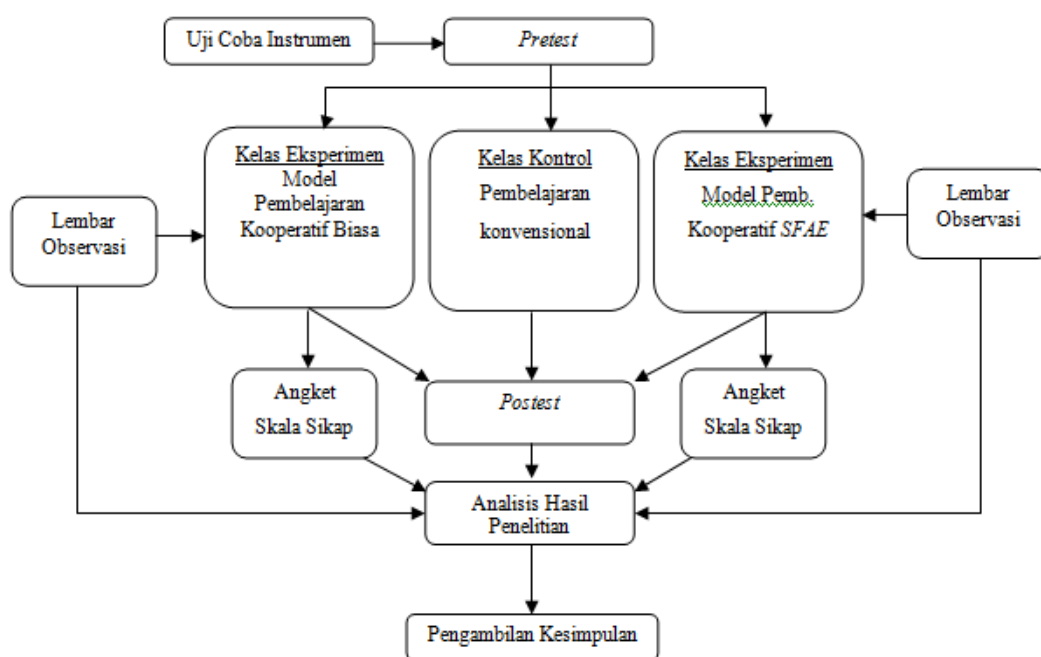 Uji Coba Instrumen
Pretest
Kelas Eksperimen
Model
Pembelajaran
Kooperatif Biasa
Kelas Kontrol
Pembelajaran
konvensional
Kelas Eksperimen
Model Pemb.
Kooperatif SFAE
Lembar
Observasi
Lembar
Observasi
Angket
Skala Sikap
Postest
Angket
Skala Sikap
Analisis Hasil
Penelitian
Pengambilan Kesimpulan